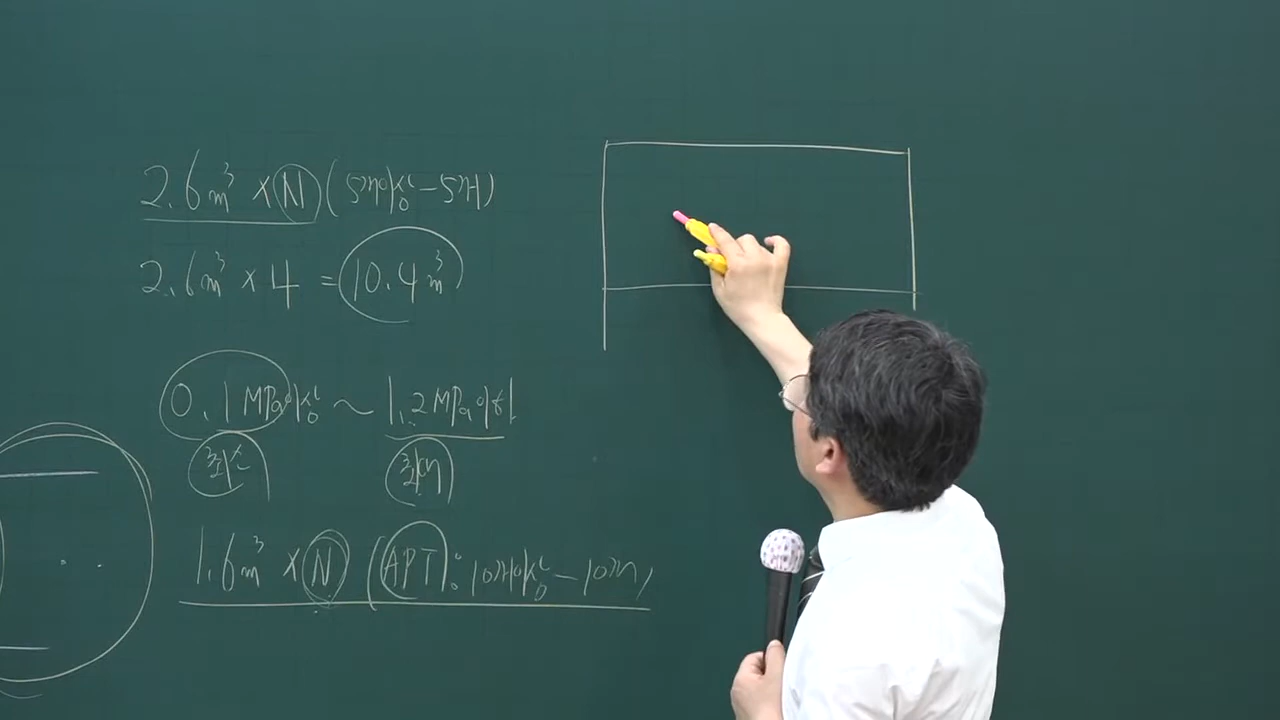 2.6m³ × N (5개이상 - 5개)
2.6m³ × 4 = 10.4m³
0.1MPa이상 ~ 1.2MPa이하
최소 최대
1.6m³ × N (APT: 10개이상 - 10개)